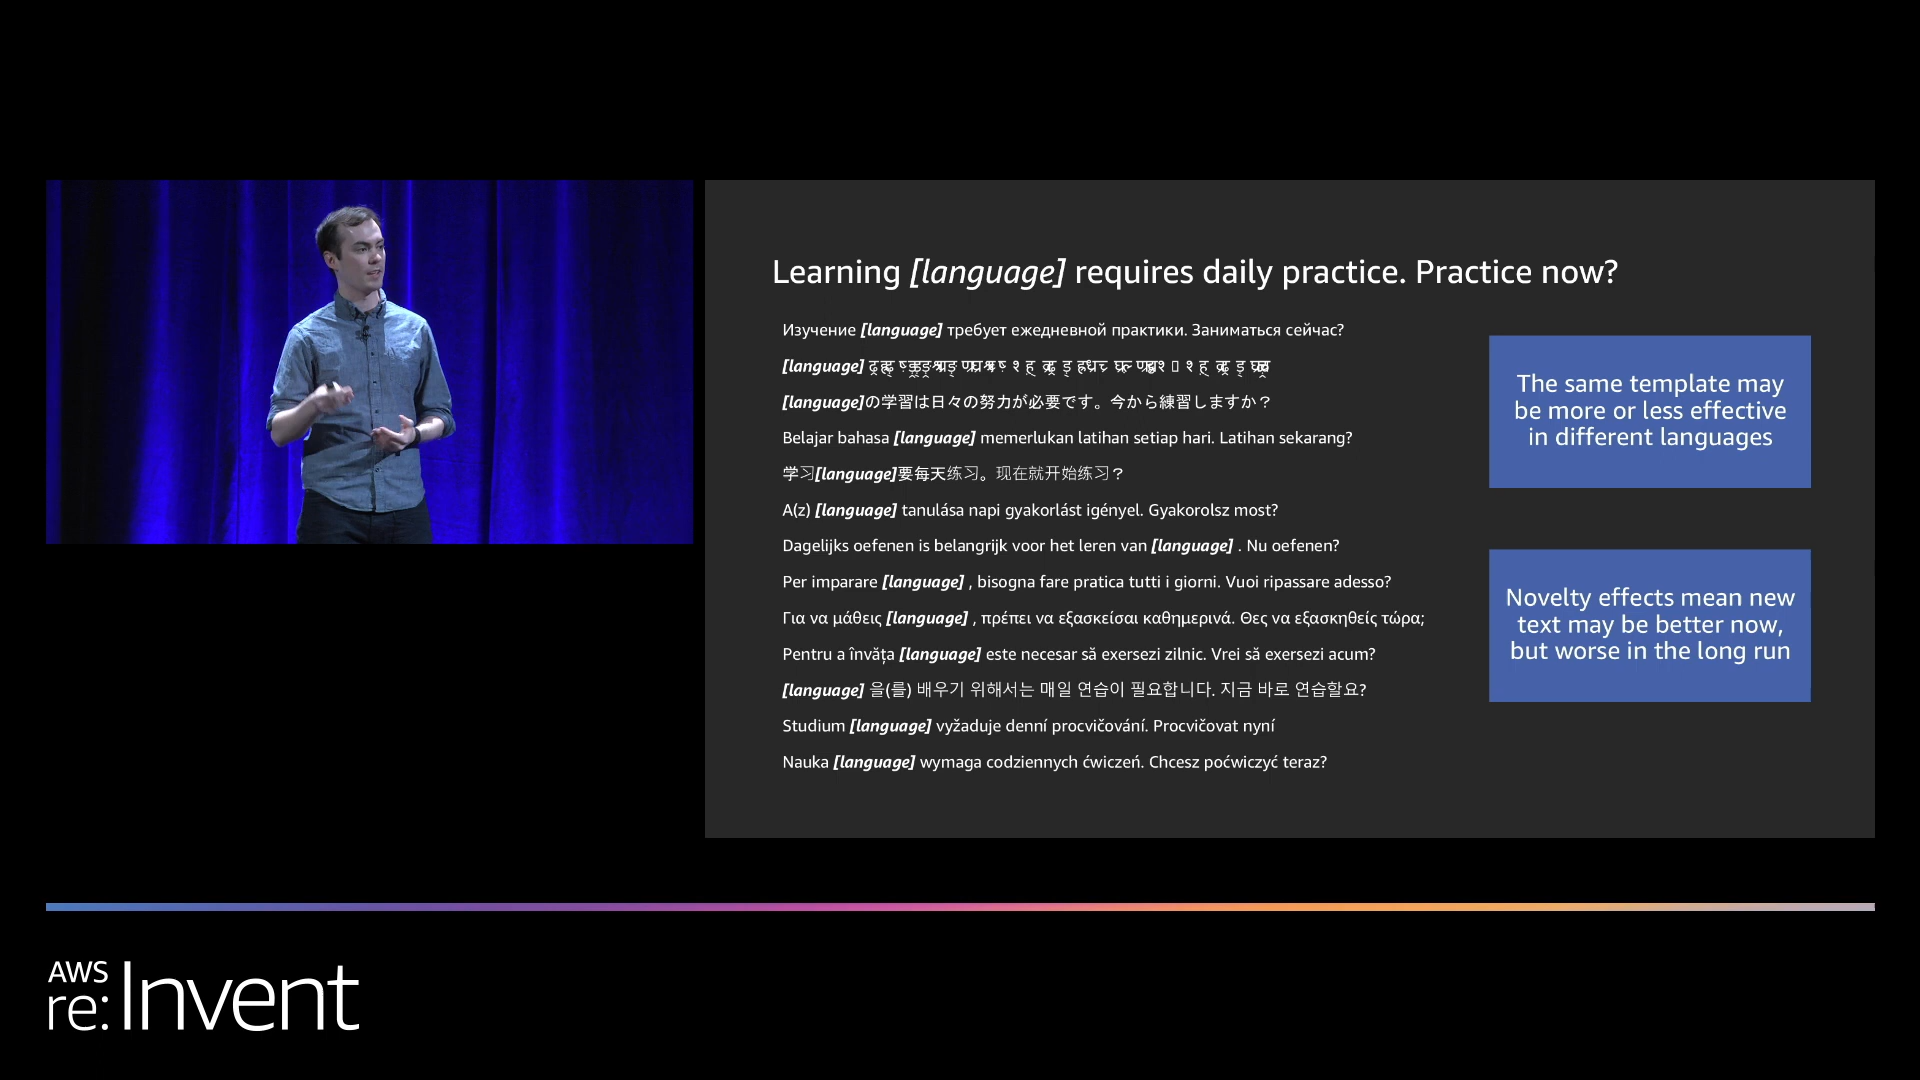 Learning [language] requires daily practice. Practice now?
Изучение [language] требует ежедневной практики. Заниматься сейчас?
[language]
[language]の学習は日々の努力が必要です。今から練習しますか？
Belajar bahasa [language] memerlukan latihan setiap hari. Latihan sekarang?
学习[language]要每天练习。现在就开始练习？
A(z) [language] tanulása napi gyakorlást igényel. Gyakorolsz most?
Dagelijks oefenen is belangrijk voor het leren van [language] . Nu oefenen?
Per imparare [language] , bisogna fare pratica tutti i giorni. Vuoi ripassare adesso?
Για να μάθεις [language] , πρέπει να εξασκείσαι καθημερινά. Θες να εξασκηθείς τώρα;
Pentru a învăța [language] este necesar să exersezi zilnic. Vrei să exersezi acum?
[language] 을(를) 배우기 위해서는 매일 연습이 필요합니다. 지금 바로 연습할요?
Studium [language] vyžaduje denní procvičování. Procvičovat nyní
Nauka [language] wymaga codziennych ćwiczeń. Chcesz poćwiczyć teraz?
The same template may
be more or less effective
in different languages
Novelty effects mean new
text may be better now,
but worse in the long run
AWS
re:Invent